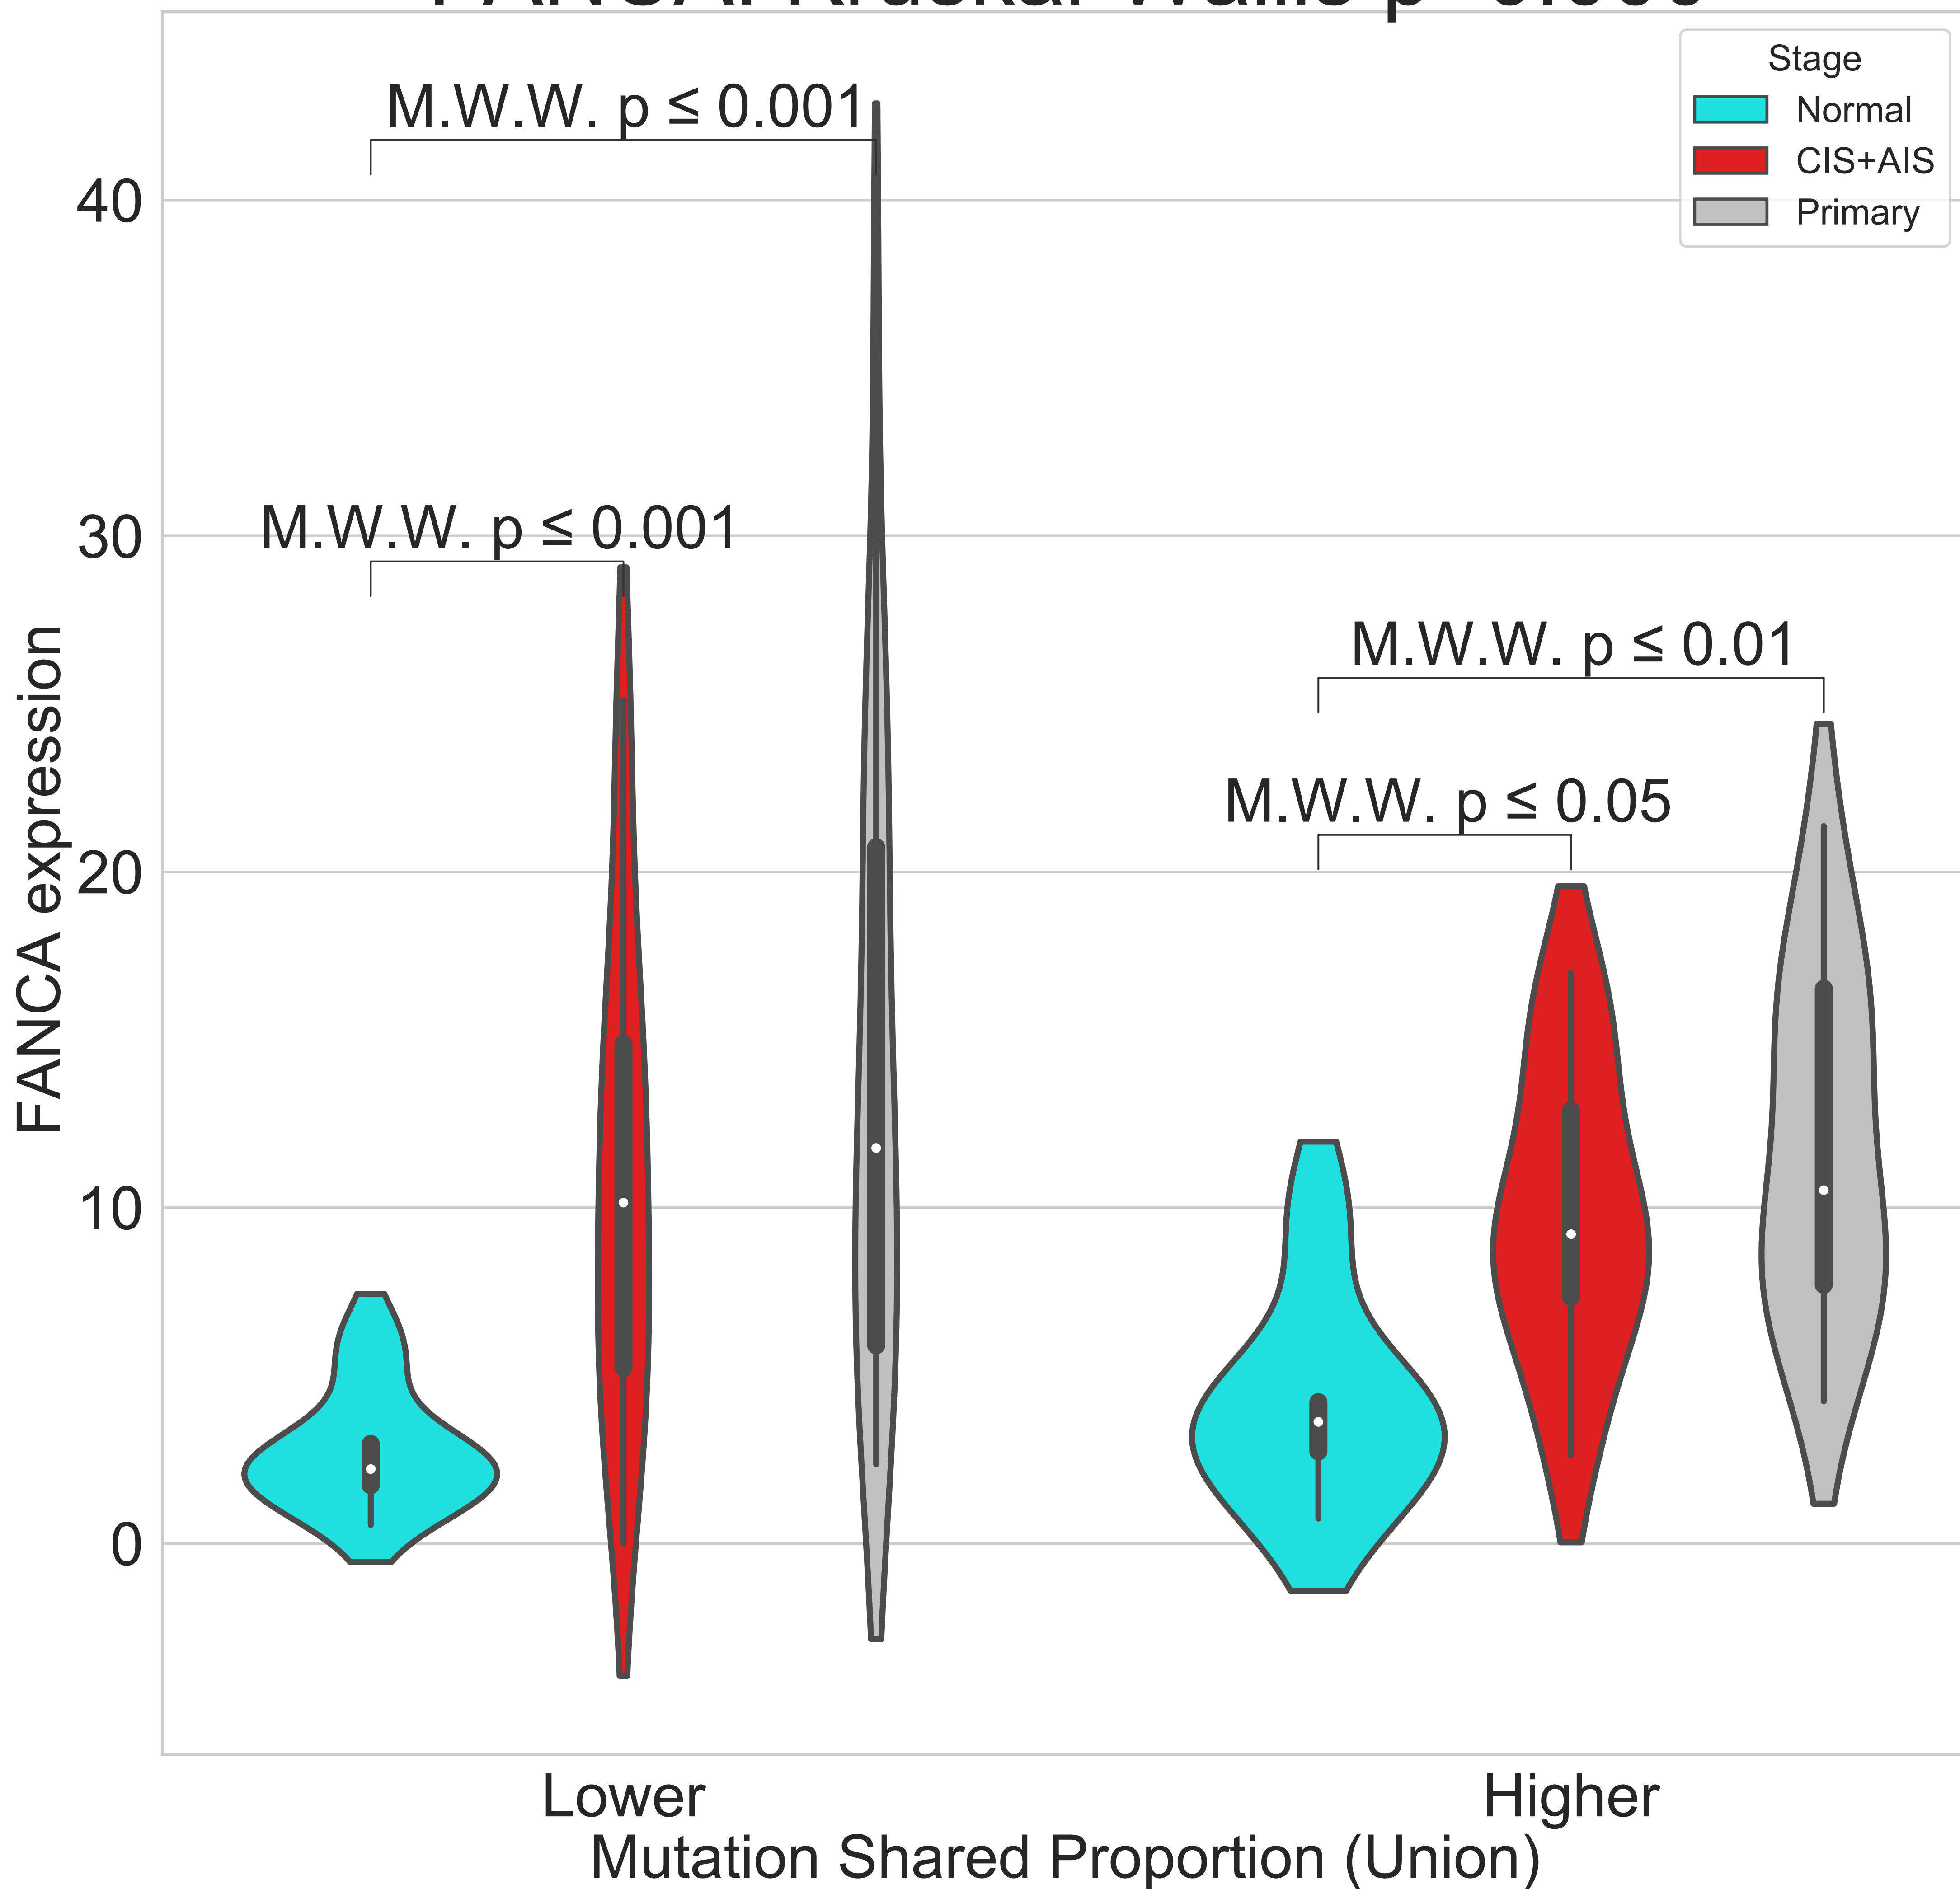 Stage
Normal
CIS+AIS
Primary
M.W.W. p ≤ 0.001
M.W.W. p ≤ 0.001
M.W.W. p ≤ 0.01
M.W.W. p ≤ 0.05
FANCA expression
40
30
20
10
0
Lower
Higher
Mutation Shared Proportion (Union)